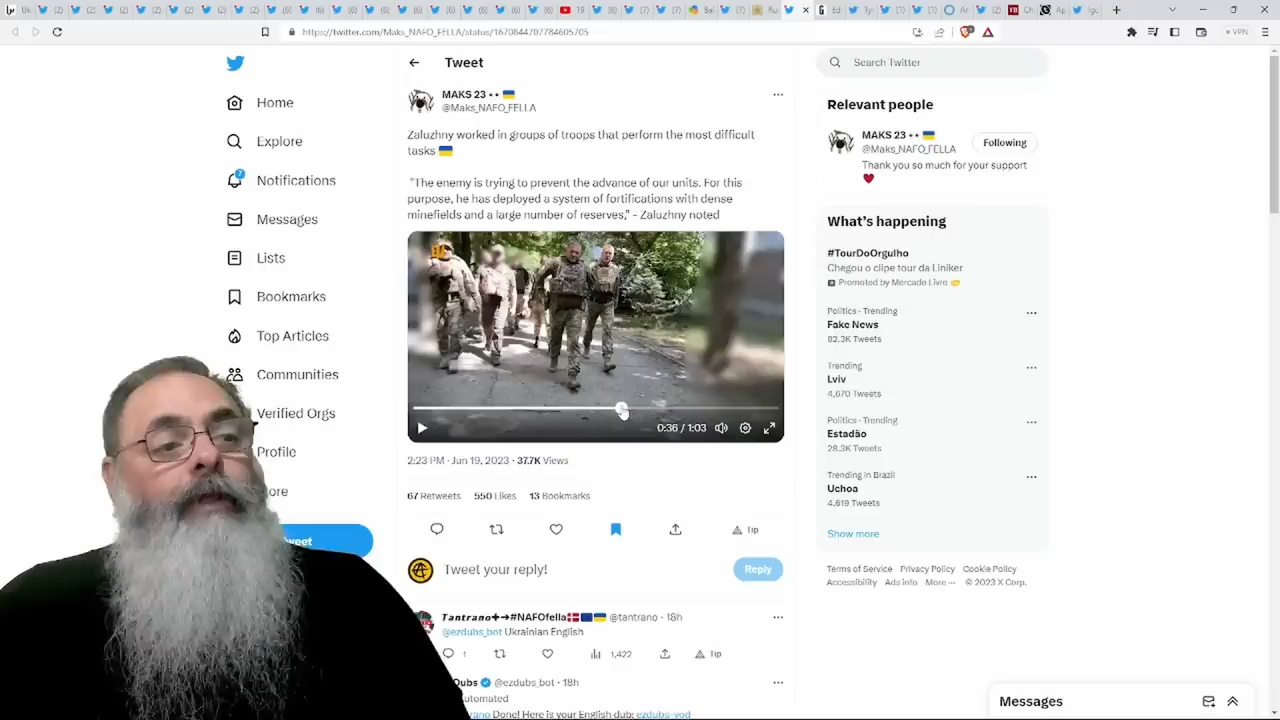 https://twitter.com/Maks_NAFO_FELLA/status/1670844707784605705
VPN
Home
Explore
7
Notifications
Messages
Lists
Bookmarks
Top Articles
Communities
Verified Orgs
Profile
ore
weet
Tweet
MAKS 23
@Maks_NAFO_FELLA
Zaluzhny worked in groups of troops that perform the most difficult
tasks
"The enemy is trying to prevent the advance of our units. For this
purpose, he has deployed a system of fortifications with dense
minefields and a large number of reserves," - Zaluzhny noted
0:36 / 1:03
2:23 PM · Jun 19, 2023 · 37.7K Views
67 Retweets 550 Likes 13 Bookmarks
Tip
Tweet your reply!
Reply
Tantrano #NAFOfella @tantrano · 18h
@ezdubs_bot Ukrainian English
1 1,422 Tip
Dubs @ezdubs_bot · 18h
utomated
rano Done! Here is your English dub: ezdubs-vod
Search Twitter
Relevant people
MAKS 23
@Maks_NAFO_FELLA
Following
Thank you so much for your support
What's happening
#TourDoOrgulho
Chegou o clipe tour da Liniker
Promoted by Mercado Livre
Politics · Trending
Fake News
82.3K Tweets
Trending
Lviv
4,670 Tweets
Politics · Trending
Estadão
28.3K Tweets
Trending in Brazil
Uchoa
4,619 Tweets
Show more
Terms of Service Privacy Policy Cookie Policy
Accessibility Ads info More ··· © 2023 X Corp.
Messages